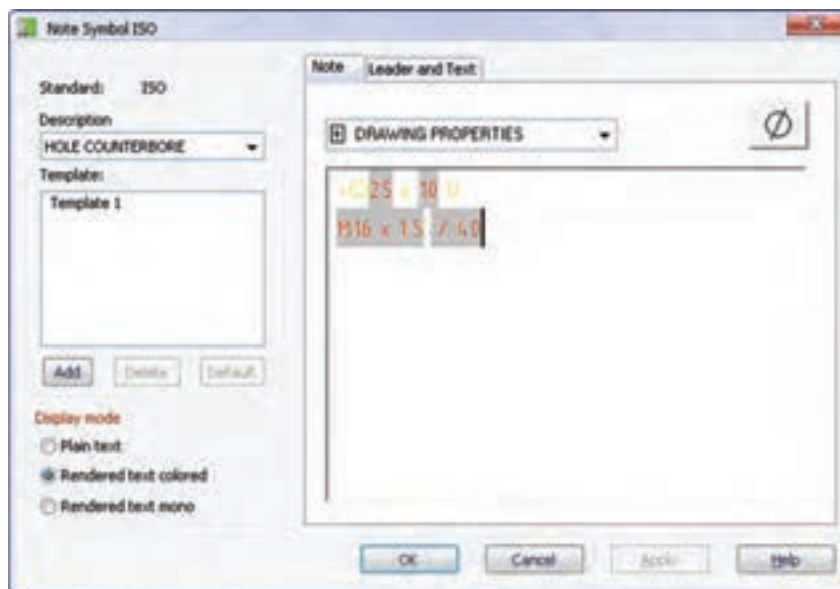 Note Symbol ISO
Standard: ISO
Description
HOLE COUNTERBORE
Template:
Template 1
Add
Delete
Default
Display mode
Plain text
Rendered text colored
Rendered text mono
Note
Leader and Text
DRAWING PROPERTIES
Ø
25 x 10 U
M16 x 1.5 / 40
OK
Cancel
Apply
Help